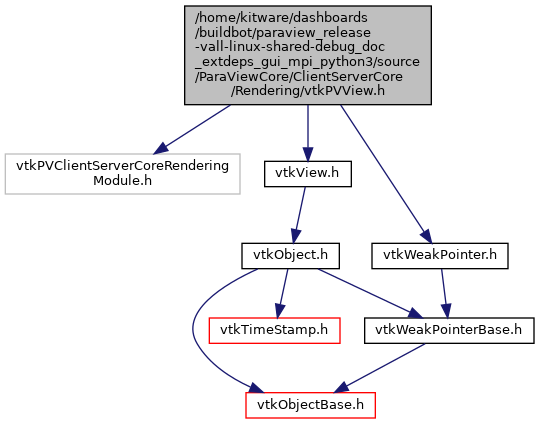 /home/kitware/dashboards
/buildbot/paraview_release
-vall-linux-shared-debug_doc
_extdeps_gui_mpi_python3/source
/ParaViewCore/ClientServerCore
/Rendering/vtkPVView.h
vtkPVClientServerCoreRendering
Module.h
vtkView.h
vtkObject.h
vtkWeakPointer.h
vtkTimeStamp.h
vtkWeakPointerBase.h
vtkObjectBase.h